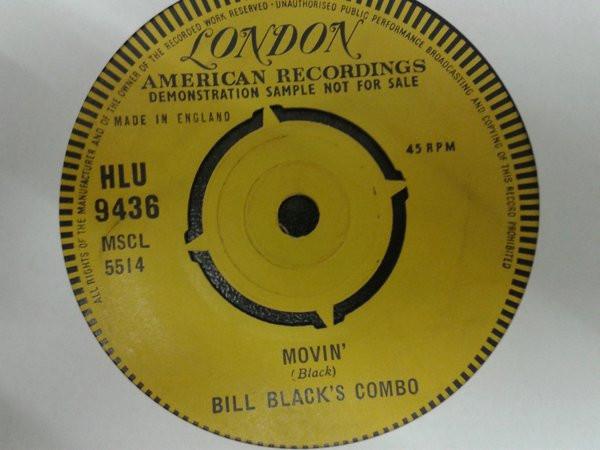 ALL RIGHTS OF THE MANUFACTURER AND OF THE OWNER OF THE RECORDED WORK RESERVED · UNAUTHORISED PUBLIC PERFORMANCE BROADCASTING AND COPYING OF THIS RECORD PROHIBITED
LONDON
AMERICAN RECORDINGS
DEMONSTRATION SAMPLE NOT FOR SALE
MADE IN ENGLAND
45 RPM
HLU
9436
MSCL
5514
MOVIN'
(Black)
BILL BLACK'S COMBO